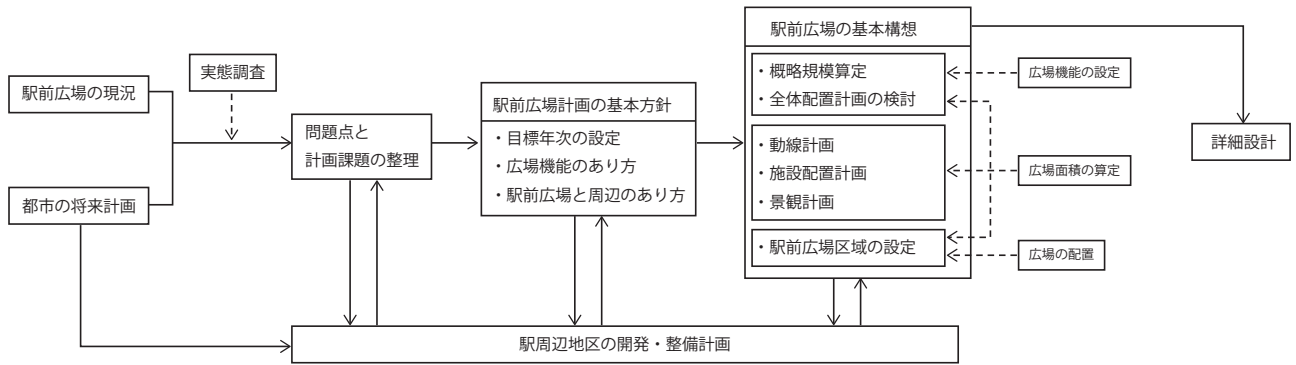 駅前広場の現況
都市の将来計画
実態調査
問題点と
計画課題の整理
駅前広場計画の基本方針
・目標年次の設定
・広場機能のあり方
・駅前広場と周辺のあり方
駅前広場の基本構想
・概略規模算定
・全体配置計画の検討
・動線計画
・施設配置計画
・景観計画
・駅前広場区域の設定
広場機能の設定
広場面積の算定
広場の配置
詳細設計
駅周辺地区の開発・整備計画